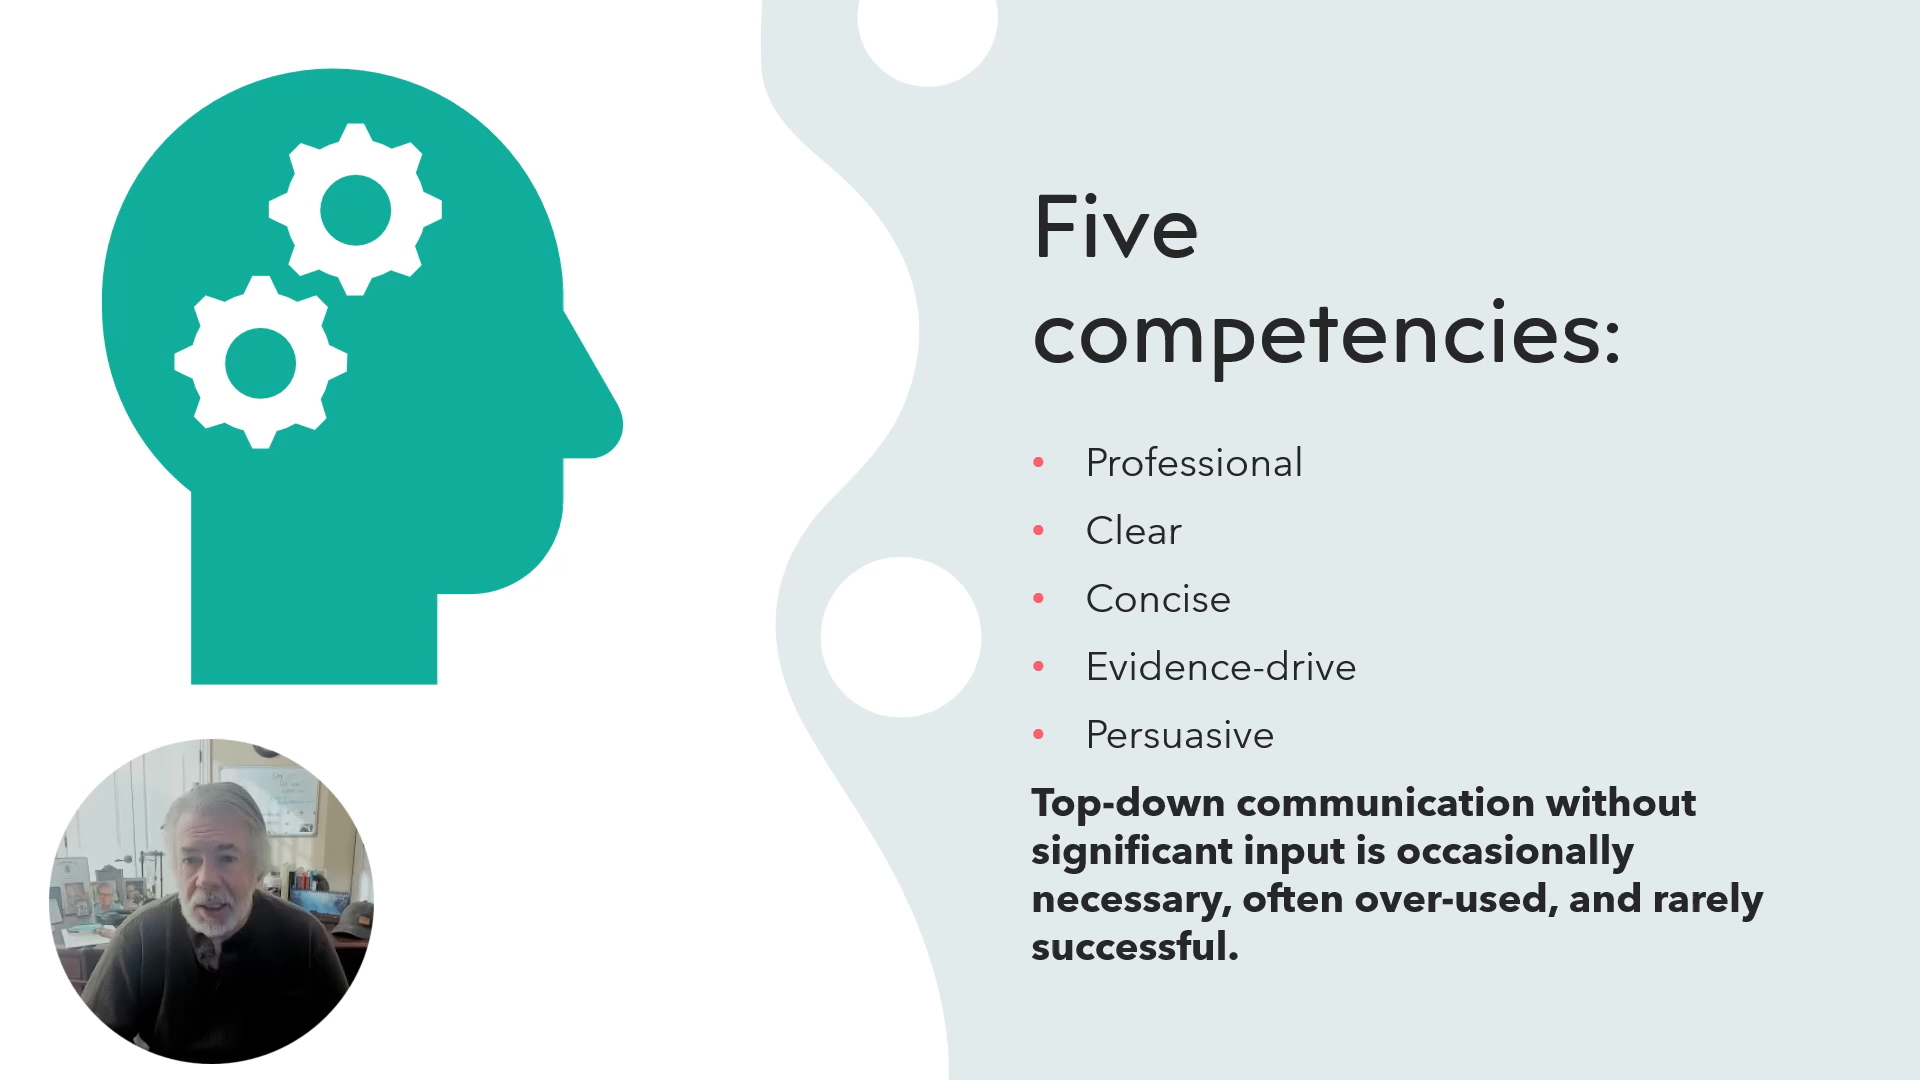 Five
competencies:
• Professional
• Clear
• Concise
• Evidence-drive
• Persuasive
Top-down communication without
significant input is occasionally
necessary, often over-used, and rarely
successful.